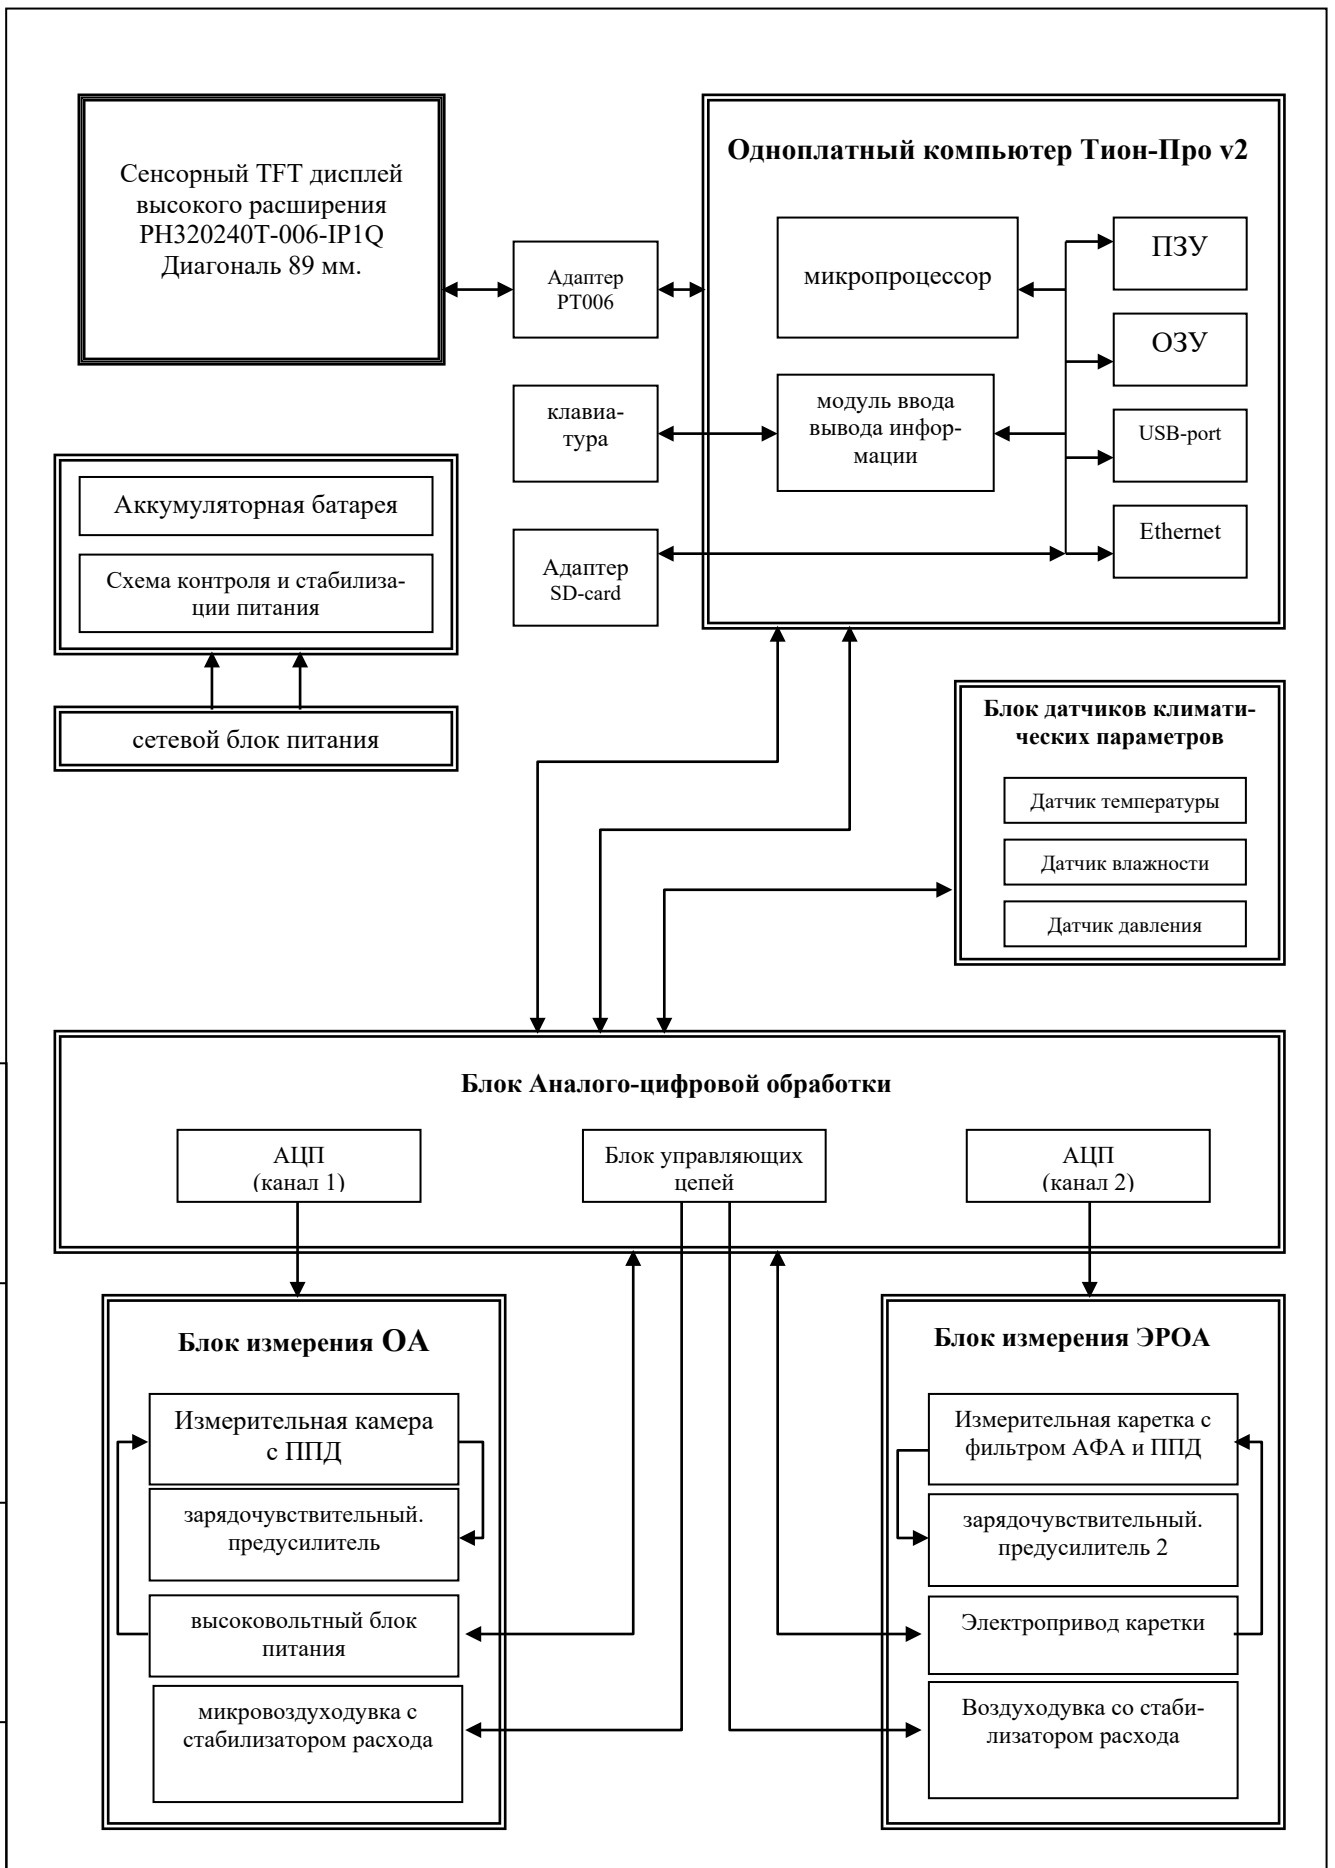 Сенсорный TFT дисплей
высокого расширения
PH320240T-006-IP1Q
Диагональ 89 мм.
Одноплатный компьютер Тион-Про v2
микропроцессор
ПЗУ
Адаптер
PT006
ОЗУ
клавиа-
тура
модуль ввода
вывода инфор-
мации
USB-port
Ethernet
Адаптер
SD-card
Аккумуляторная батарея
Схема контроля и стабилиза-
ции питания
сетевой блок питания
Блок датчиков климати-
ческих параметров
Датчик температуры
Датчик влажности
Датчик давления
Блок Аналого-цифровой обработки
АЦП
(канал 1)
Блок управляющих
цепей
АЦП
(канал 2)
Блок измерения ОА
Измерительная камера
с ППД
зарядочувствительный.
предусилитель
высоковольтный блок
питания
микровоздуходувка с
стабилизатором расхода
Блок измерения ЭРОА
Измерительная каретка с
фильтром АФА и ППД
зарядочувствительный.
предусилитель 2
Электропривод каретки
Воздуходувка со стаби-
лизатором расхода